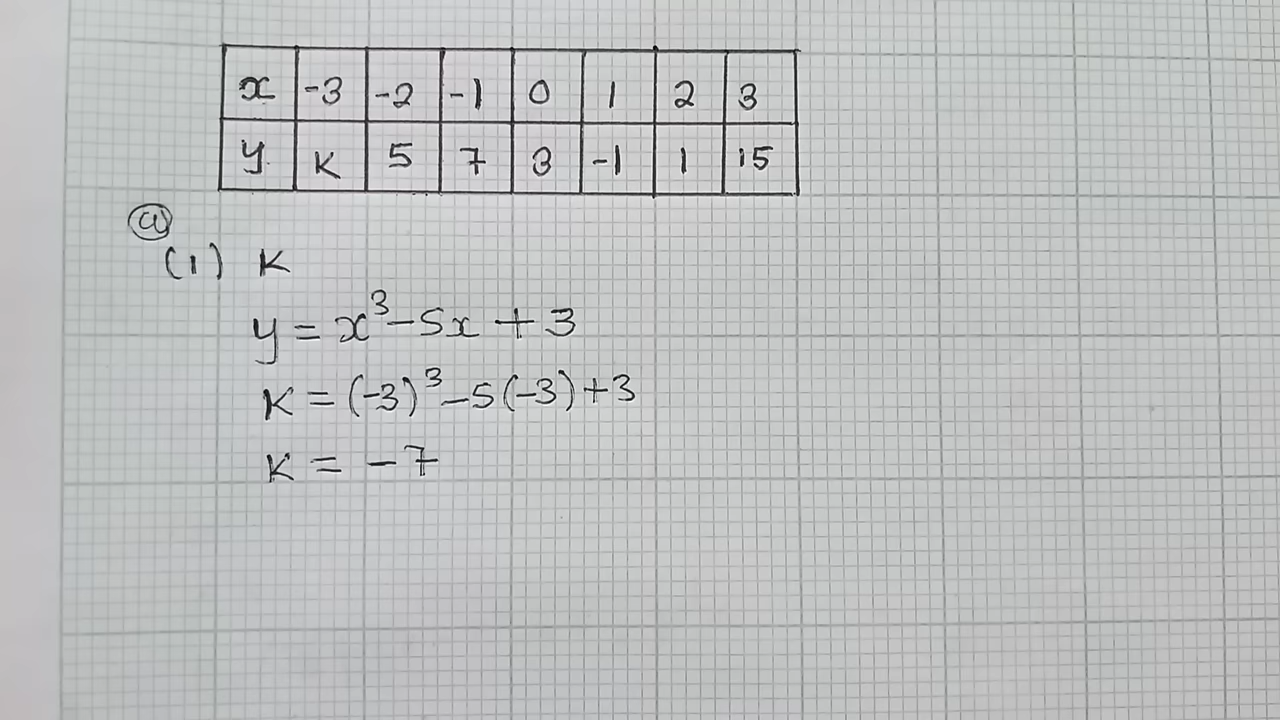 x -3 -2 -1 0 1 2 3
y K 5 7 3 -1 1 15
(a)
(1) K
y = x³ - 5x + 3
K = (-3)³ - 5(-3) + 3
K = -7